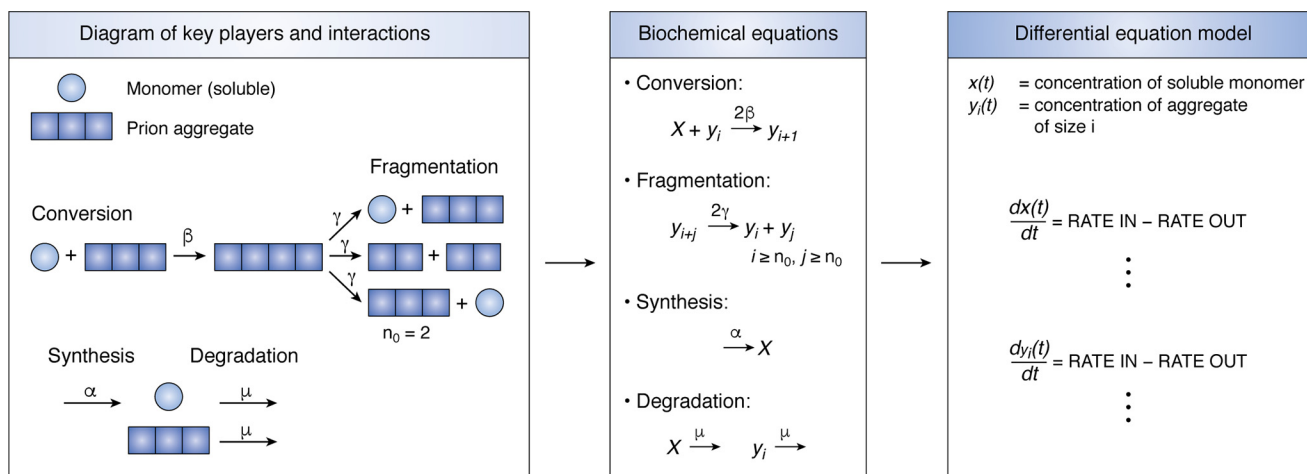 Diagram of key players and interactions
Monomer (soluble)
Prion aggregate
Fragmentation
Conversion
γ
+
+
β
γ
+
γ
+
n₀ = 2
Synthesis
Degradation
α
μ
μ
Biochemical equations
• Conversion:
X + yᵢ 2β→ yᵢ₊₁
• Fragmentation:
yᵢ₊ⱼ 2γ→ yᵢ + yⱼ
i ≥ n₀, j ≥ n₀
• Synthesis:
α→ X
• Degradation:
X μ→ yᵢ μ→
Differential equation model
x(t) = concentration of soluble monomer
yᵢ(t) = concentration of aggregate
of size i
dx(t)/dt = RATE IN – RATE OUT
⋮
dyᵢ(t)/dt = RATE IN – RATE OUT
⋮